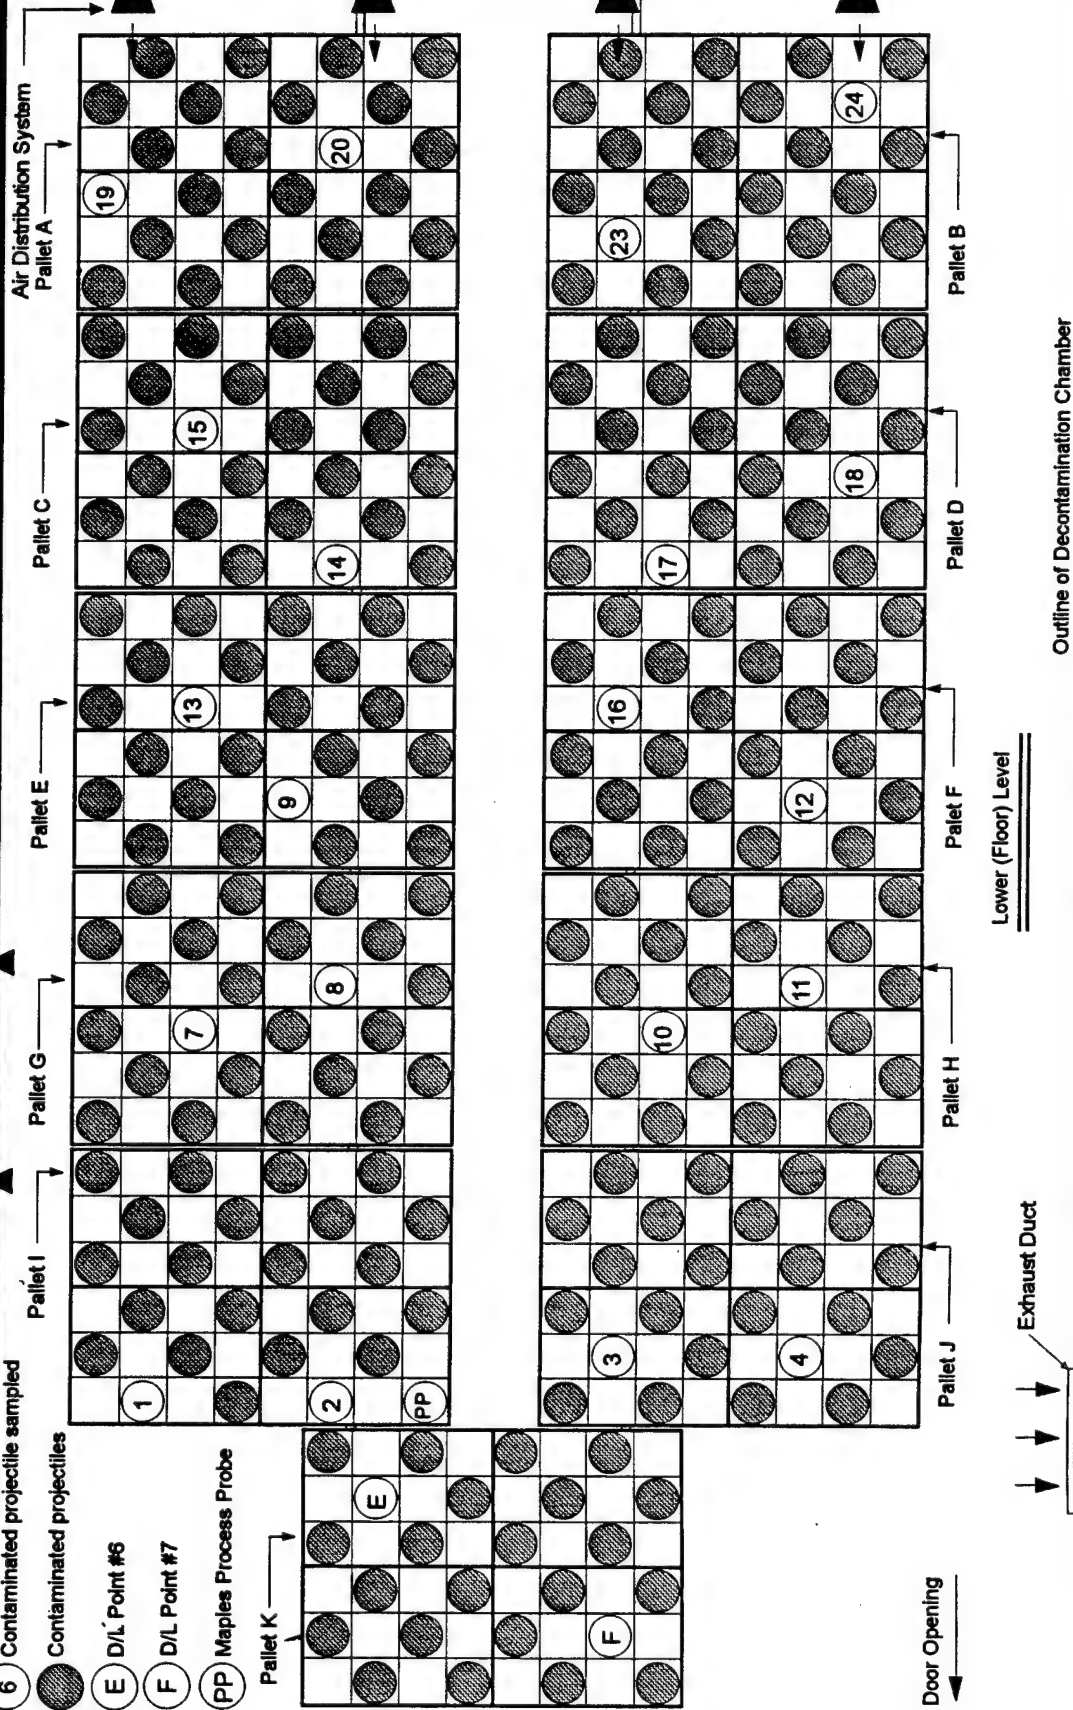 6 Contaminated projectile sampled
Contaminated projectiles
E D/L Point #6
F D/L Point #7
PP Maples Process Probe
Air Distribution System
Pallet A
Pallet C
Pallet E
Pallet G
Pallet I
Pallet K
19
20
15
14
13
9
7
8
1
2
PP
E
F
24
23
18
17
16
12
10
11
3
4
Pallet B
Pallet D
Palet F
Pallet H
Pallet J
Outline of Decontamination Chamber
Lower (Floor) Level
Exhaust Duct
Door Opening